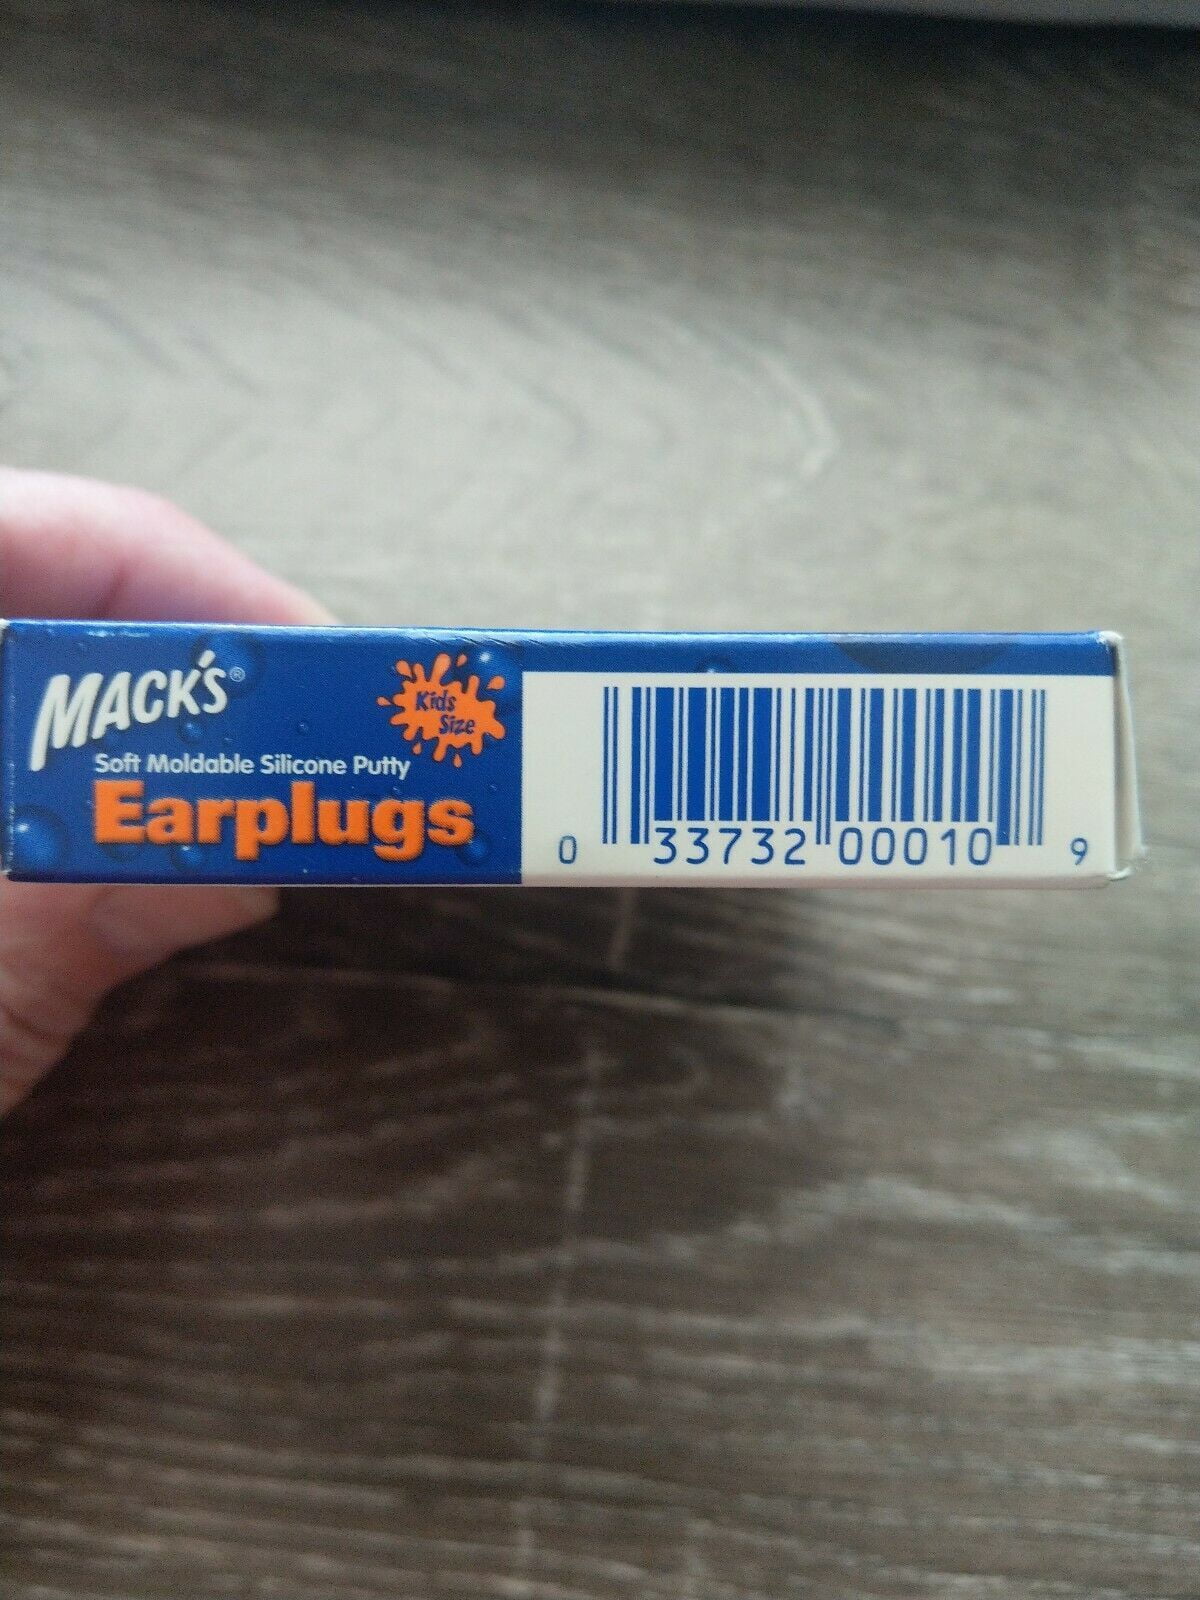 MACK'S®
Kids
Size
Soft Moldable Silicone Putty
Earplugs
0 33732 00010 9